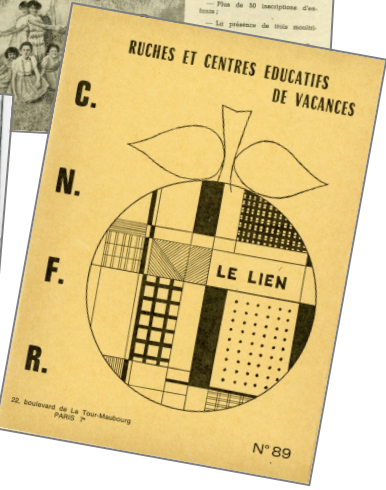 — Plus de 50 inscriptions d'en-
fants ;
— La présence de trois monitri-
RUCHES ET CENTRES EDUCATIFS
DE VACANCES
C.
N.
F.
R.
LE LIEN
22, boulevard de La Tour-Maubourg
PARIS 7e
N° 89